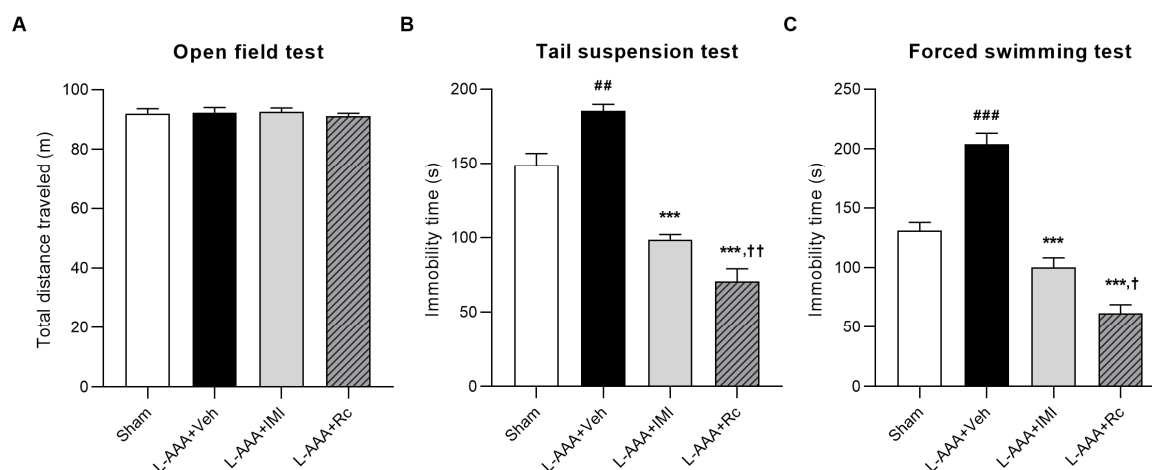 A
Open field test
Total distance traveled (m)
100
80
60
40
20
0
Sham
L-AAA+Veh
L-AAA+IMI
L-AAA+Rc
B
Tail suspension test
Immobility time (s)
200
150
100
50
0
##
***
***,††
Sham
L-AAA+Veh
L-AAA+IMI
L-AAA+Rc
C
Forced swimming test
Immobility time (s)
250
200
150
100
50
0
###
***
***,†
Sham
L-AAA+Veh
L-AAA+IMI
L-AAA+Rc